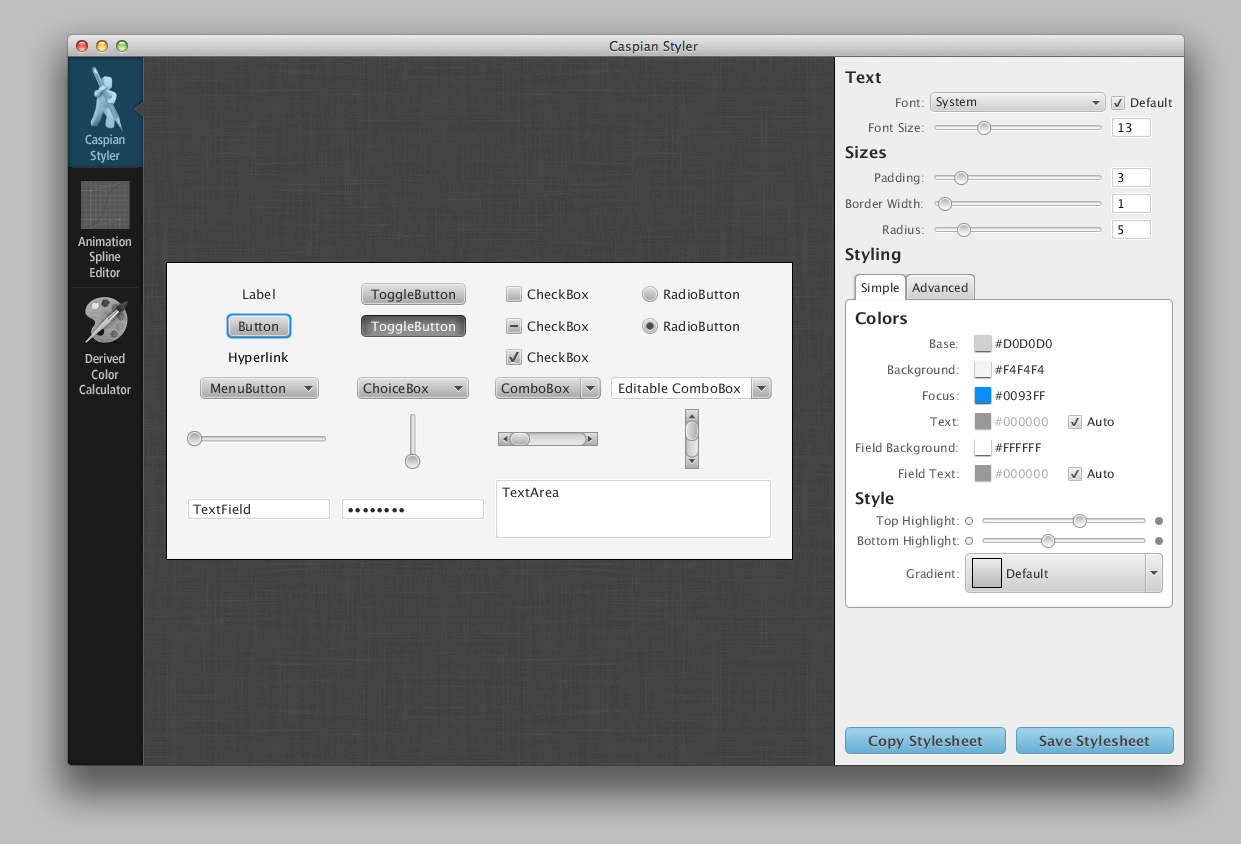 Caspian Styler
Caspian
Styler
Animation
Spline
Editor
Derived
Color
Calculator
Label
ToggleButton
CheckBox
RadioButton
Button
ToggleButton
CheckBox
RadioButton
Hyperlink
CheckBox
MenuButton
ChoiceBox
ComboBox
Editable ComboBox
TextField
••••••••
TextArea
Text
Font: System Default
Font Size: 13
Sizes
Padding: 3
Border Width: 1
Radius: 5
Styling
Simple Advanced
Colors
Base: #D0D0D0
Background: #F4F4F4
Focus: #0093FF
Text: #000000 Auto
Field Background: #FFFFFF
Field Text: #000000 Auto
Style
Top Highlight:
Bottom Highlight:
Gradient: Default
Copy Stylesheet Save Stylesheet